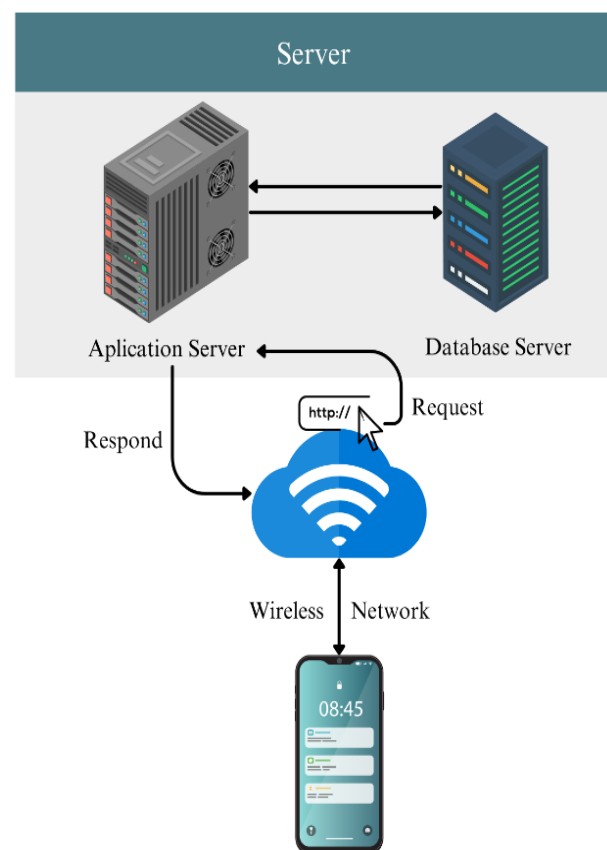 Server
Aplication Server
Database Server
http://
Request
Respond
Wireless Network
08:45